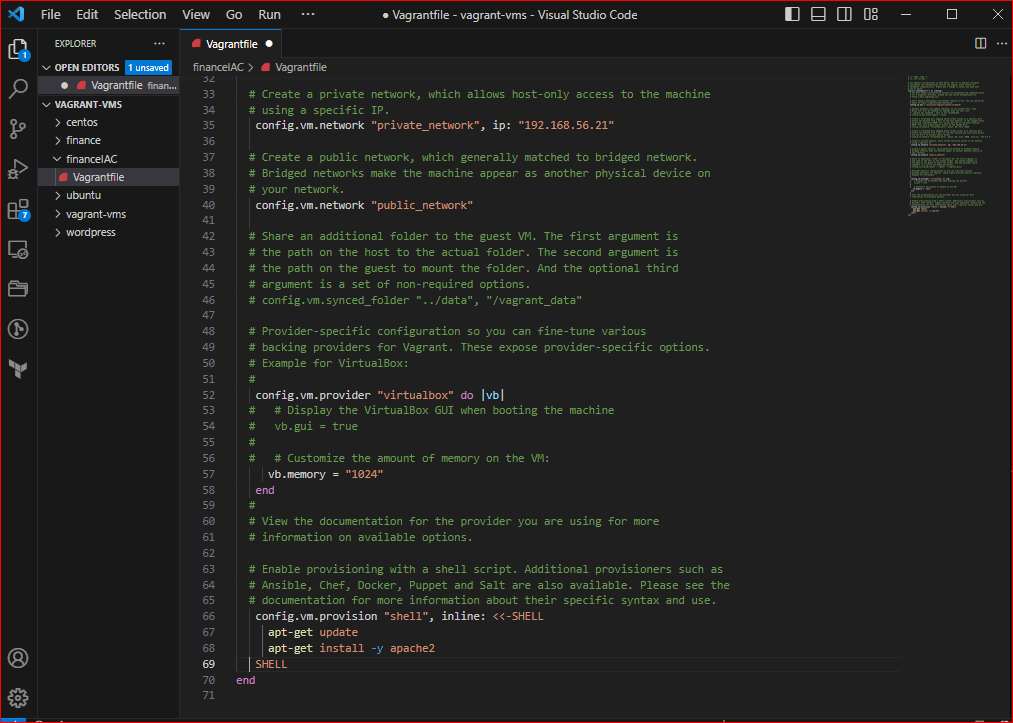 File Edit Selection View Go Run ··· ● Vagrantfile - vagrant-vms - Visual Studio Code
EXPLORER ···
OPEN EDITORS 1 unsaved
● Vagrantfile finan...
VAGRANT-VMS
centos
finance
financeIAC
Vagrantfile
ubuntu
vagrant-vms
wordpress
1
7
Vagrantfile ●
financeIAC > Vagrantfile
32
33 # Create a private network, which allows host-only access to the machine
34 # using a specific IP.
35 config.vm.network "private_network", ip: "192.168.56.21"
36
37 # Create a public network, which generally matched to bridged network.
38 # Bridged networks make the machine appear as another physical device on
39 # your network.
40 config.vm.network "public_network"
41
42 # Share an additional folder to the guest VM. The first argument is
43 # the path on the host to the actual folder. The second argument is
44 # the path on the guest to mount the folder. And the optional third
45 # argument is a set of non-required options.
46 # config.vm.synced_folder "../data", "/vagrant_data"
47
48 # Provider-specific configuration so you can fine-tune various
49 # backing providers for Vagrant. These expose provider-specific options.
50 # Example for VirtualBox:
51 #
52 config.vm.provider "virtualbox" do |vb|
53 # # Display the VirtualBox GUI when booting the machine
54 # vb.gui = true
55 #
56 # # Customize the amount of memory on the VM:
57 vb.memory = "1024"
58 end
59 #
60 # View the documentation for the provider you are using for more
61 # information on available options.
62
63 # Enable provisioning with a shell script. Additional provisioners such as
64 # Ansible, Chef, Docker, Puppet and Salt are also available. Please see the
65 # documentation for more information about their specific syntax and use.
66 config.vm.provision "shell", inline: <<-SHELL
67 apt-get update
68 apt-get install -y apache2
69 SHELL
70 end
71